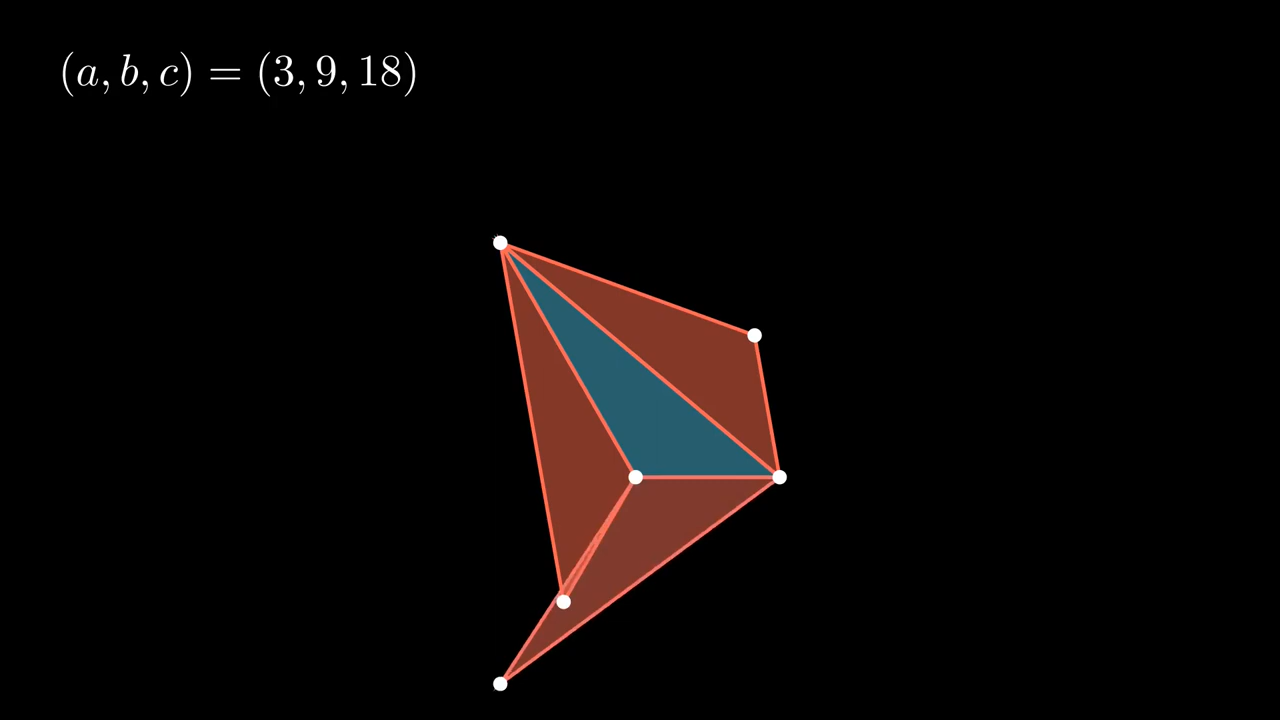 (a, b, c) = (3, 9, 18)